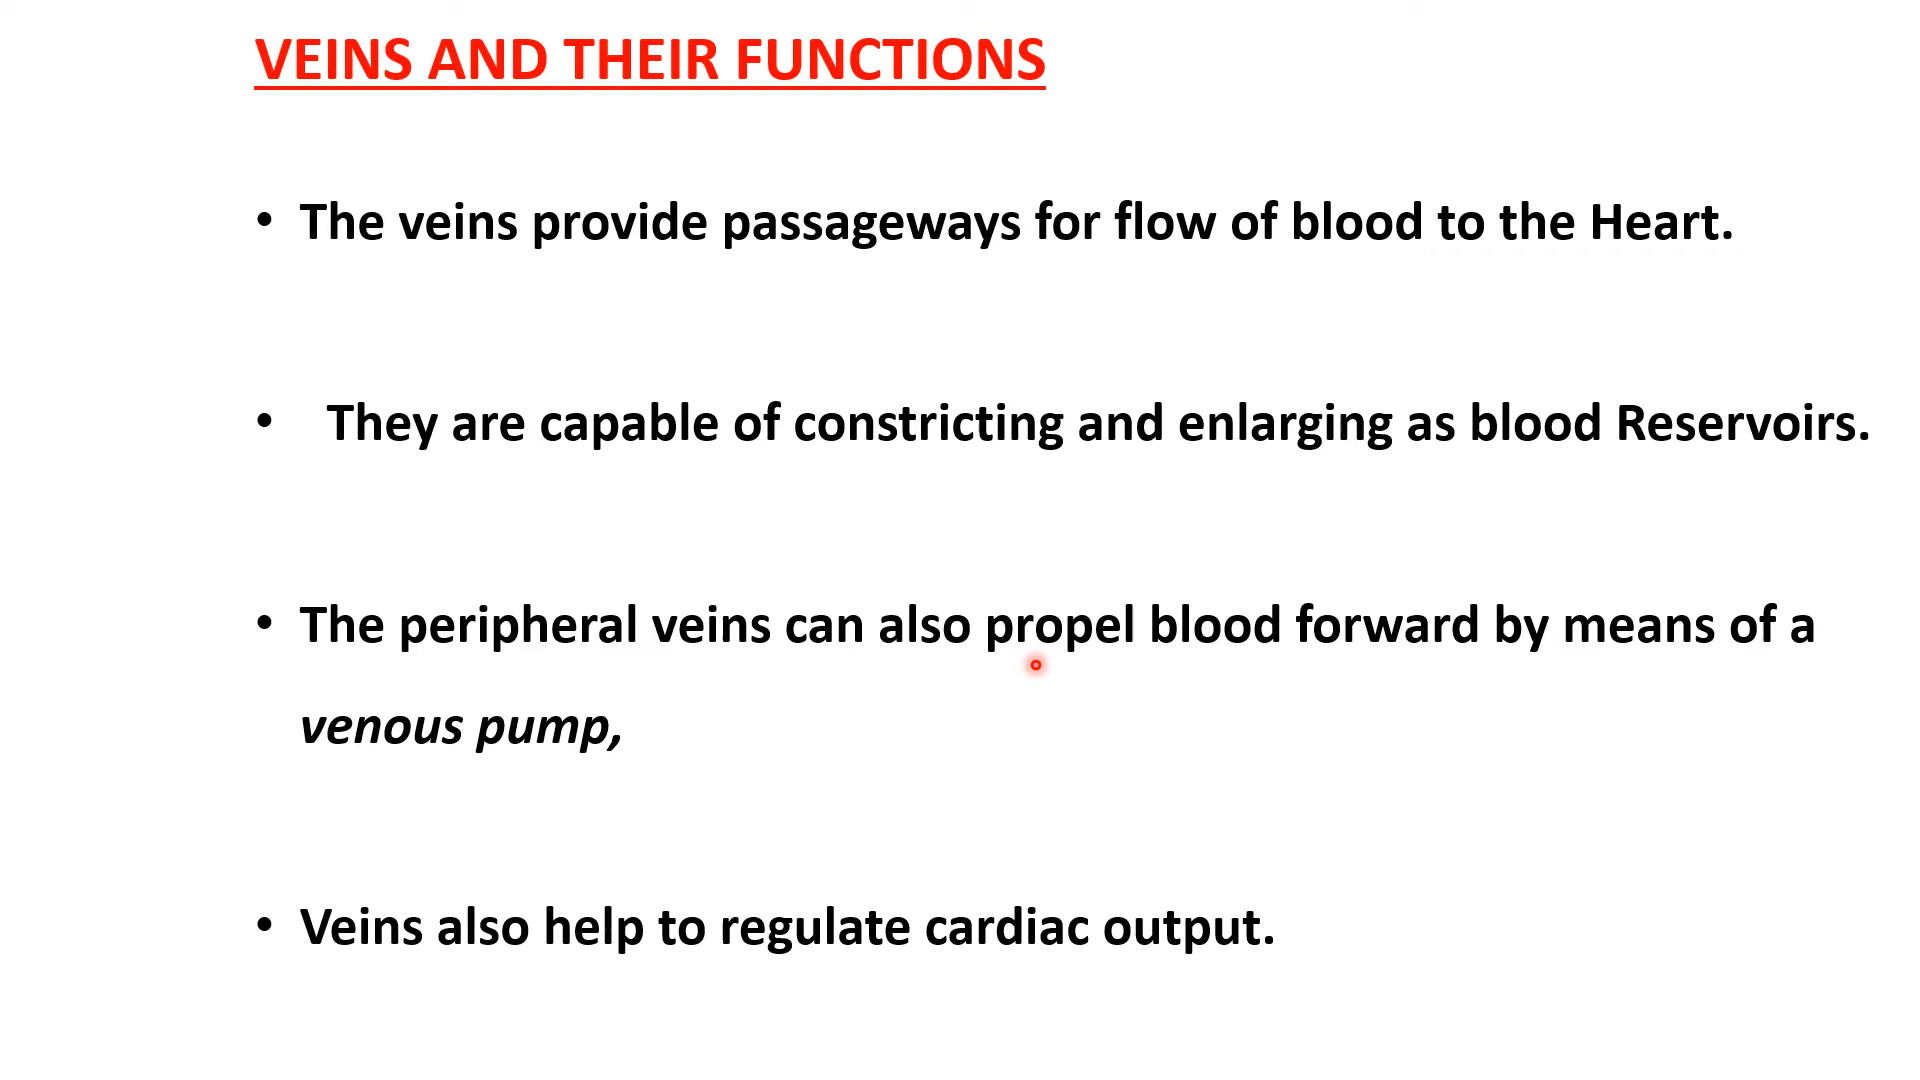 VEINS AND THEIR FUNCTIONS
• The veins provide passageways for flow of blood to the Heart.
• They are capable of constricting and enlarging as blood Reservoirs.
• The peripheral veins can also propel blood forward by means of a
venous pump,
• Veins also help to regulate cardiac output.